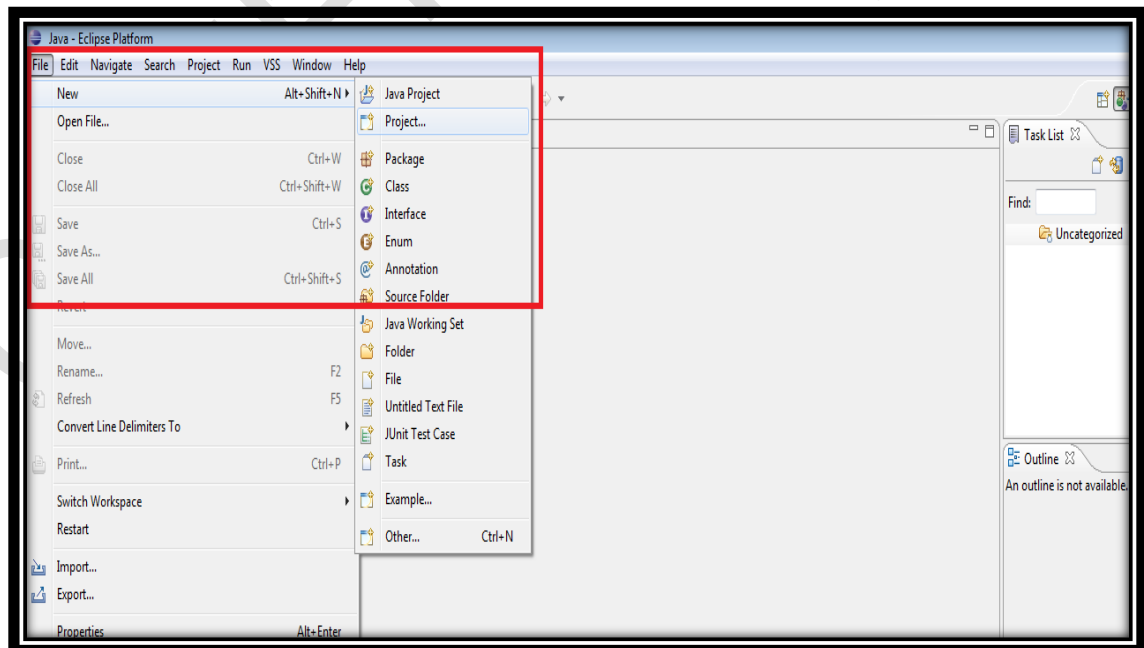 Java - Eclipse Platform
File Edit Navigate Search Project Run VSS Window Help
New Alt+Shift+N
Open File...
Close Ctrl+W
Close All Ctrl+Shift+W
Save Ctrl+S
Save As...
Save All Ctrl+Shift+S
Revert
Move...
Rename... F2
Refresh F5
Convert Line Delimiters To
Print... Ctrl+P
Switch Workspace
Restart
Import...
Export...
Properties Alt+Enter
Java Project
Project...
Package
Class
Interface
Enum
Annotation
Source Folder
Java Working Set
Folder
File
Untitled Text File
JUnit Test Case
Task
Example...
Other... Ctrl+N
Task List
Find:
Uncategorized
Outline
An outline is not available.